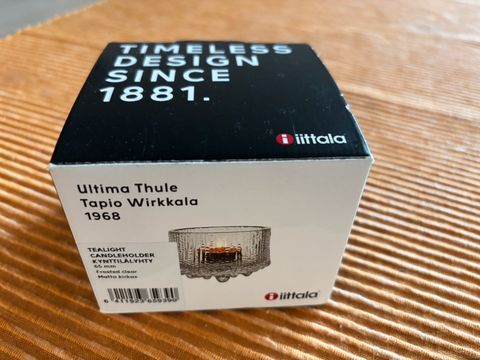 TIMELESS
DESIGN
SINCE
1881.
iittala
Ultima Thule
Tapio Wirkkala
1968
TEALIGHT
CANDLEHOLDER
KYNTTILÄLYHTY
65 mm
Frosted clear
Matta kirkas
iittala